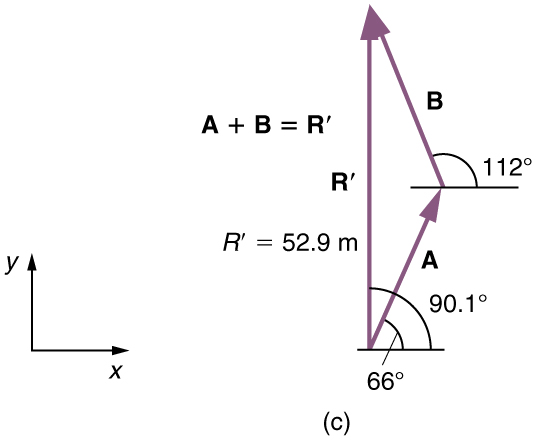 B
A + B = R′
112°
R′
R′ = 52.9 m
A
y
90.1°
x
66°
(c)